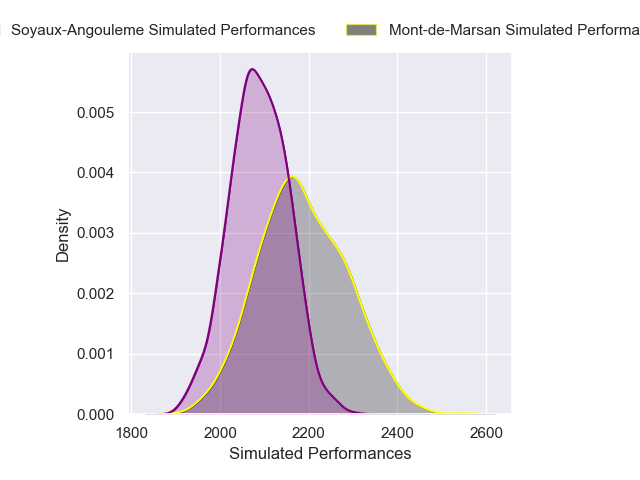 Soyaux-Angouleme Simulated Performances
Mont-de-Marsan Simulated Performa
0.005
0.004
0.003
0.002
0.001
0.000
Density
1800
2000
2200
2400
2600
Simulated Performances